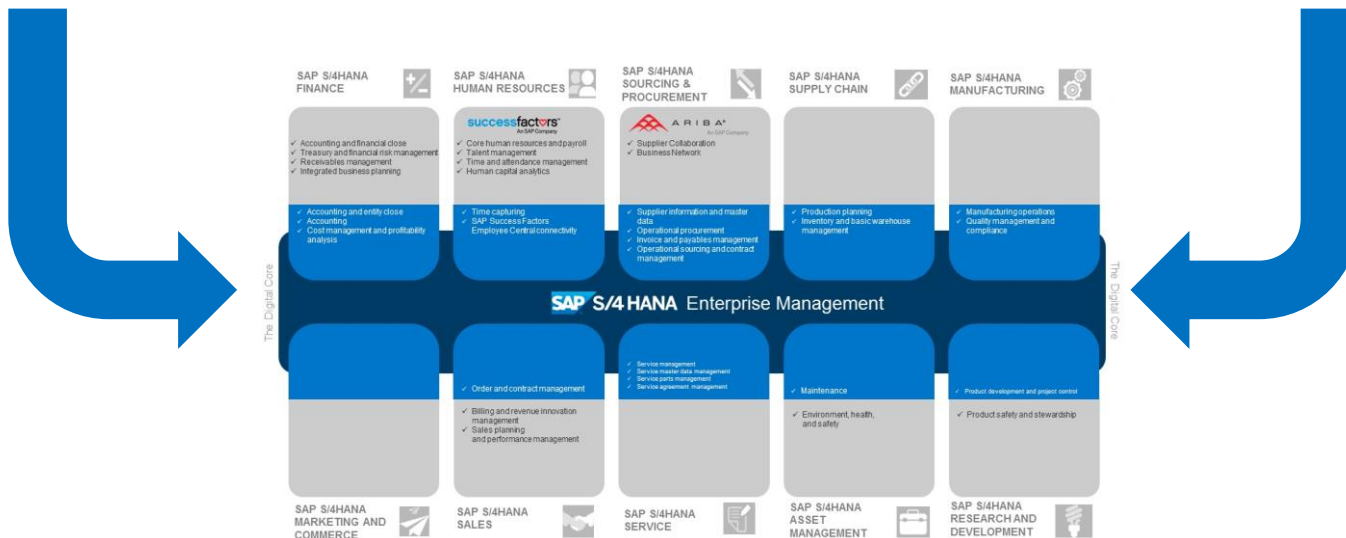 SAP S/4HANA
FINANCE
SAP S/4HANA
HUMAN RESOURCES
SAP S/4HANA
SOURCING &
PROCUREMENT
SAP S/4HANA
SUPPLY CHAIN
SAP S/4HANA
MANUFACTURING
✓ Accounting and financial close
✓ Treasury and financial risk management
✓ Receivables management
✓ Integrated business planning
successfactors™
An SAP Company
✓ Core human resources and payroll
✓ Talent management
✓ Time and attendance management
✓ Human capital analytics
ARIBA
An SAP Company
✓ Supplier Collaboration
✓ Business Network
✓ Accounting and entity close
✓ Accounting
✓ Cost management and profitability
analysis
✓ Time capturing
✓ SAP Success Factors
Employee Central connectivity
✓ Supplier information and master
data
✓ Operational procurement
✓ Invoice and payables management
✓ Operational sourcing and contract
management
✓ Production planning
✓ Inventory and basic warehouse
management
✓ Manufacturing operations
✓ Quality management and
compliance
The Digital Core
SAP S/4HANA Enterprise Management
The Digital Core
✓ Order and contract management
✓ Service management
✓ Service master data management
✓ Service parts management
✓ Service agreement management
✓ Maintenance
✓ Product development and project control
✓ Billing and revenue innovation
management
✓ Sales planning
and performance management
✓ Environment, health,
and safety
✓ Product safety and stewardship
SAP S/4HANA
MARKETING AND
COMMERCE
SAP S/4HANA
SALES
SAP S/4HANA
SERVICE
SAP S/4HANA
ASSET
MANAGEMENT
SAP S/4HANA
RESEARCH AND
DEVELOPMENT